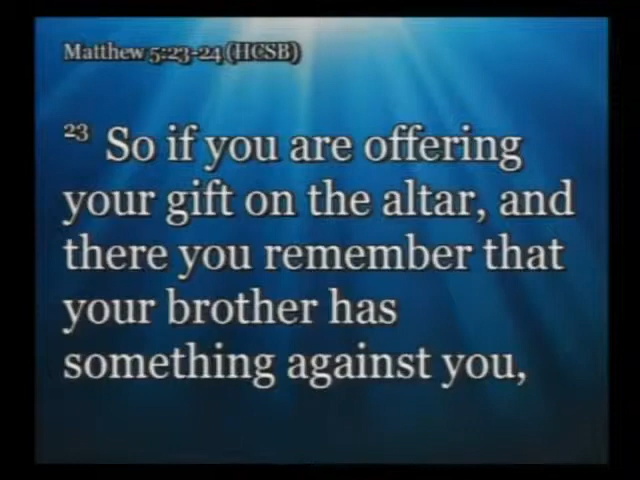 Matthew 5:23-24 (HCSB)
23 So if you are offering
your gift on the altar, and
there you remember that
your brother has
something against you,